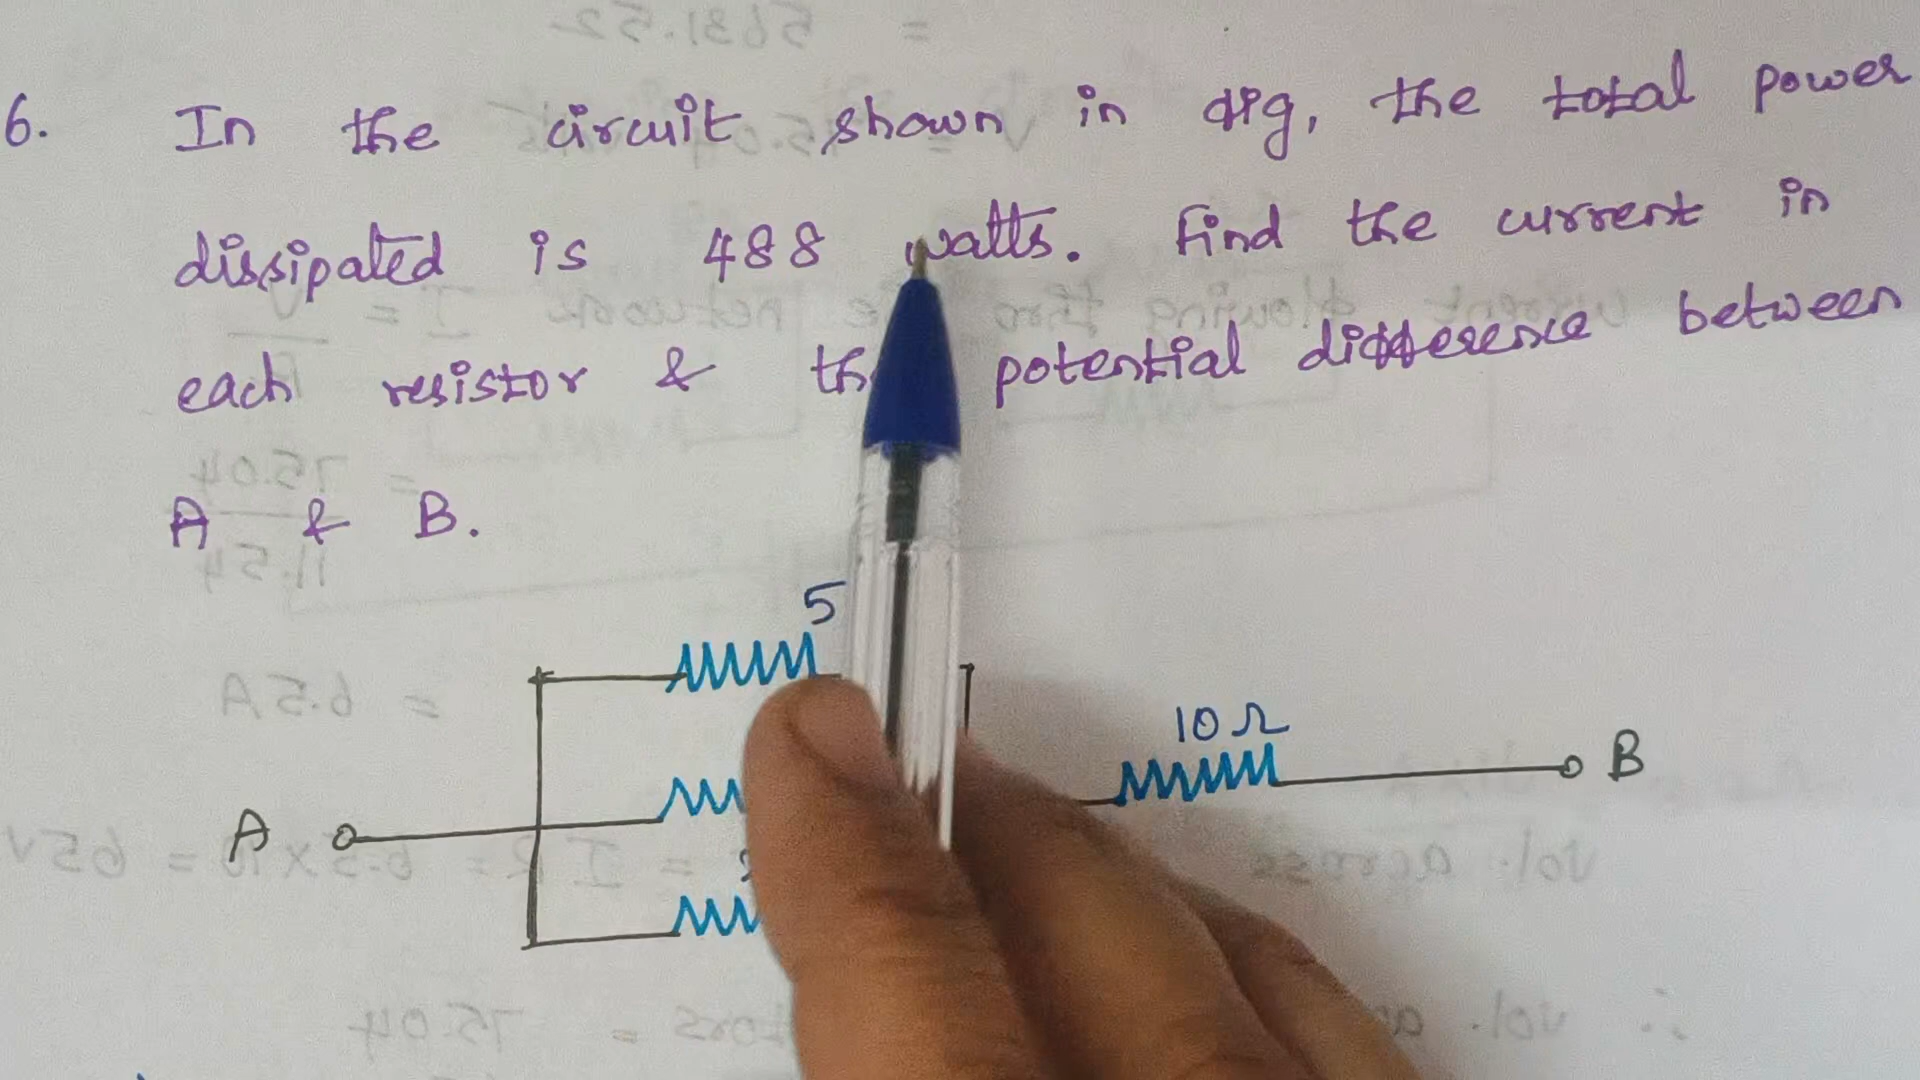 6. In the circuit shown in fig, the total power
dissipated is 488 watts. Find the current in
each resistor & potential difference between
A & B.
5
10Ω
A
B